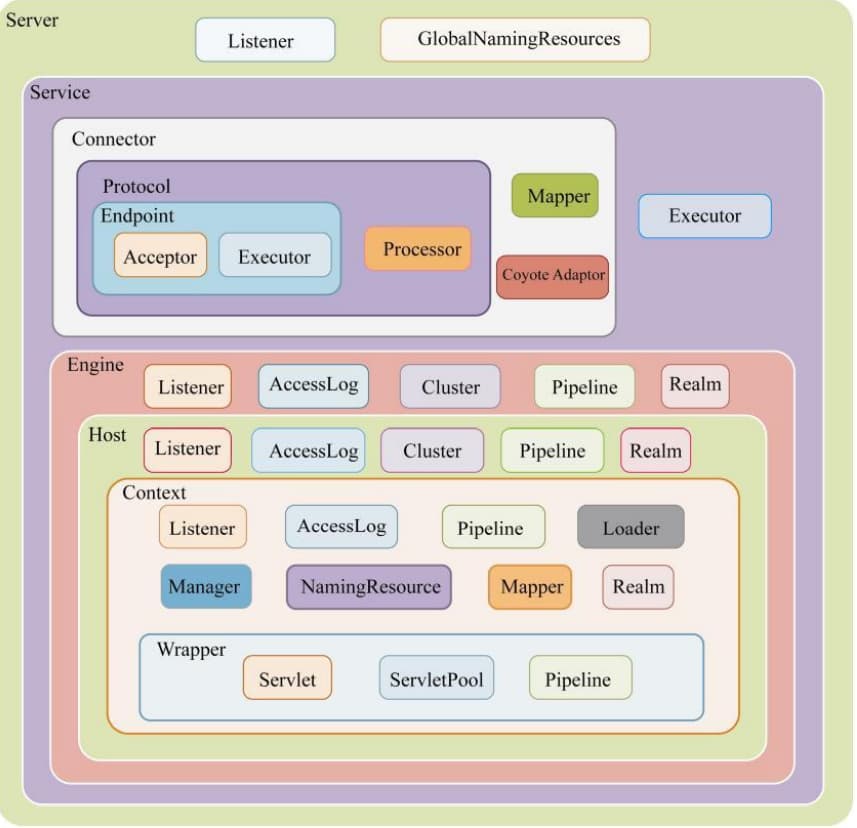 Server
Listener
GlobalNamingResources
Service
Connector
Protocol
Endpoint
Acceptor
Executor
Processor
Mapper
Coyote Adaptor
Executor
Engine
Listener
AccessLog
Cluster
Pipeline
Realm
Host
Listener
AccessLog
Cluster
Pipeline
Realm
Context
Listener
AccessLog
Pipeline
Loader
Manager
NamingResource
Mapper
Realm
Wrapper
Servlet
ServletPool
Pipeline